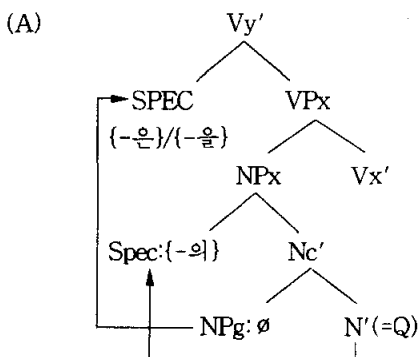 (A) Vy′
SPEC VPx
{-은}/{-을}
NPx Vx′
Spec:{-의} Nc′
NPg:ø N′(=Q)